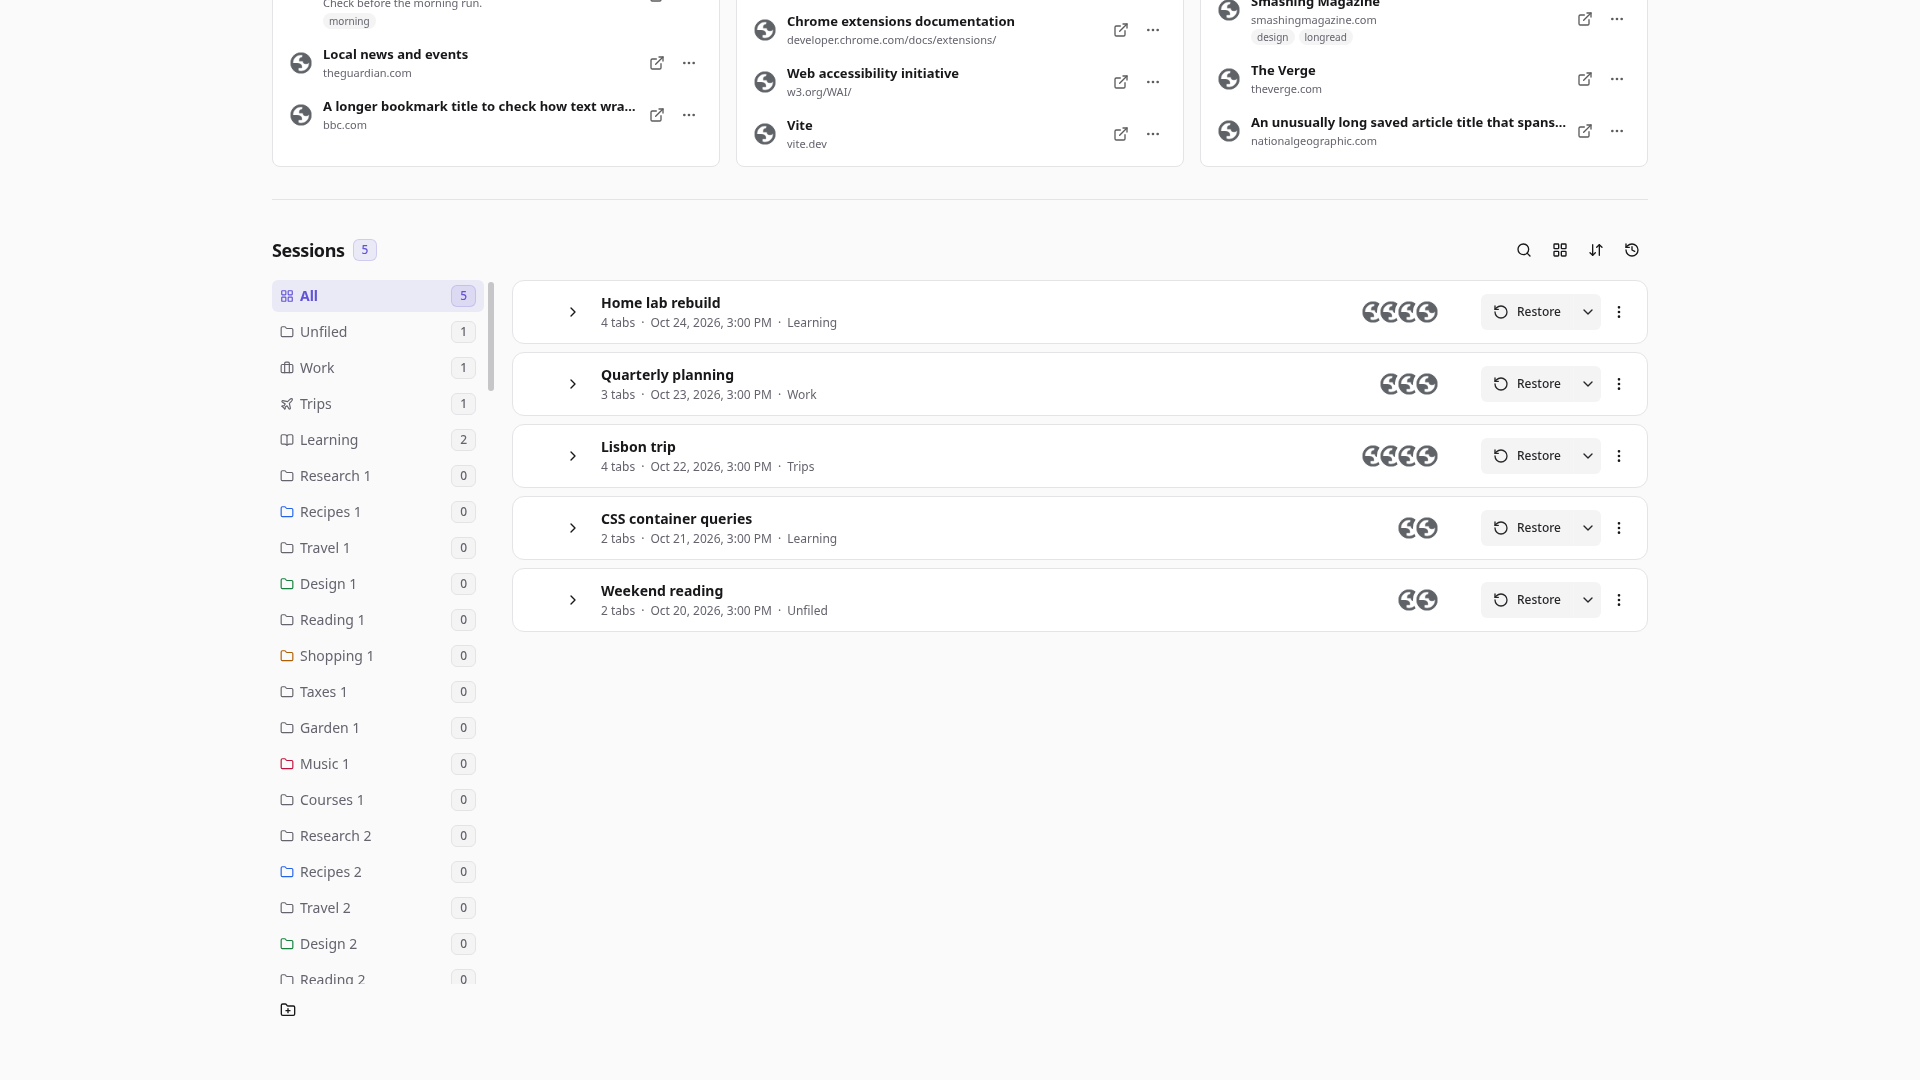 Check before the morning run.
morning
Local news and events
theguardian.com
A longer bookmark title to check how text wra...
bbc.com
Chrome extensions documentation
developer.chrome.com/docs/extensions/
Web accessibility initiative
w3.org/WAI/
Vite
vite.dev
Smashing Magazine
smashingmagazine.com
design longread
The Verge
theverge.com
An unusually long saved article title that spans...
nationalgeographic.com
Sessions 5
All 5
Unfiled 1
Work 1
Trips 1
Learning 2
Research 1 0
Recipes 1 0
Travel 1 0
Design 1 0
Reading 1 0
Shopping 1 0
Taxes 1 0
Garden 1 0
Music 1 0
Courses 1 0
Research 2 0
Recipes 2 0
Travel 2 0
Design 2 0
Reading 2 0
Home lab rebuild
4 tabs · Oct 24, 2026, 3:00 PM · Learning
Restore
Quarterly planning
3 tabs · Oct 23, 2026, 3:00 PM · Work
Restore
Lisbon trip
4 tabs · Oct 22, 2026, 3:00 PM · Trips
Restore
CSS container queries
2 tabs · Oct 21, 2026, 3:00 PM · Learning
Restore
Weekend reading
2 tabs · Oct 20, 2026, 3:00 PM · Unfiled
Restore